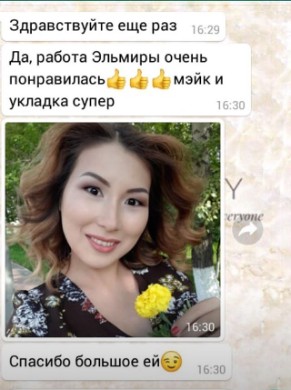 Здравствуйте еще раз 16:29
Да, работа Эльмиры очень
понравилась👍👍👍мэйк и
укладка супер 16:30
Y
eryone
16:30
Спасибо большое ей😉 16:30